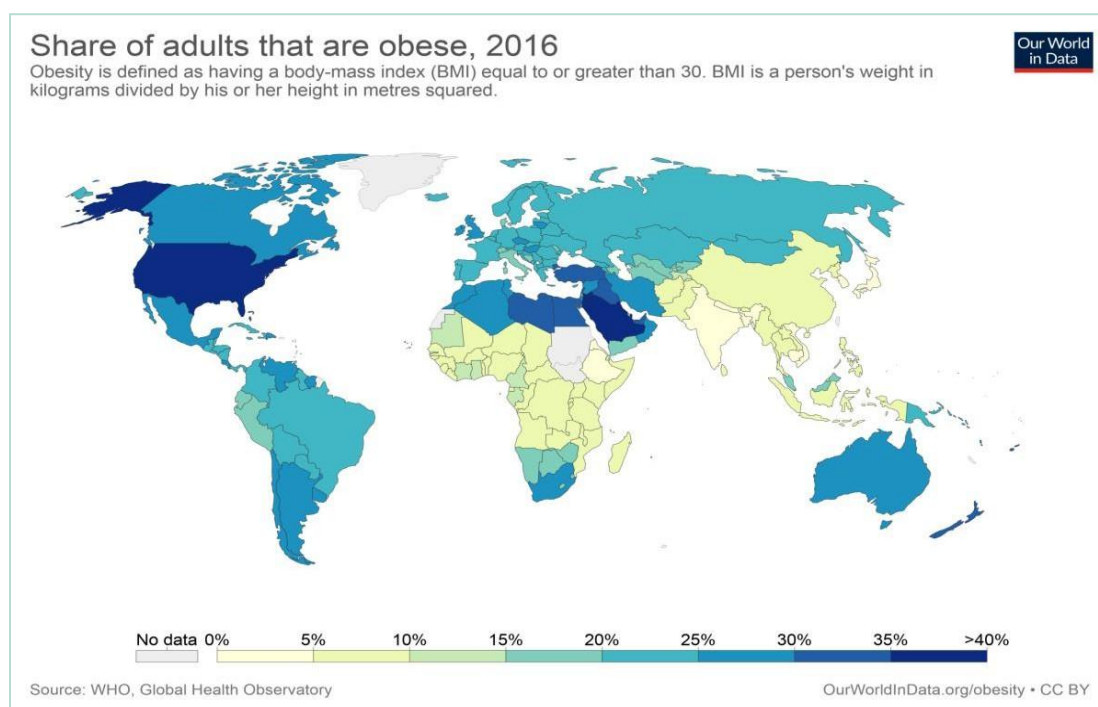 Share of adults that are obese, 2016
Our World
in Data
Obesity is defined as having a body-mass index (BMI) equal to or greater than 30. BMI is a person's weight in
kilograms divided by his or her height in metres squared.
No data 0% 5% 10% 15% 20% 25% 30% 35% >40%
Source: WHO, Global Health Observatory
OurWorldInData.org/obesity • CC BY